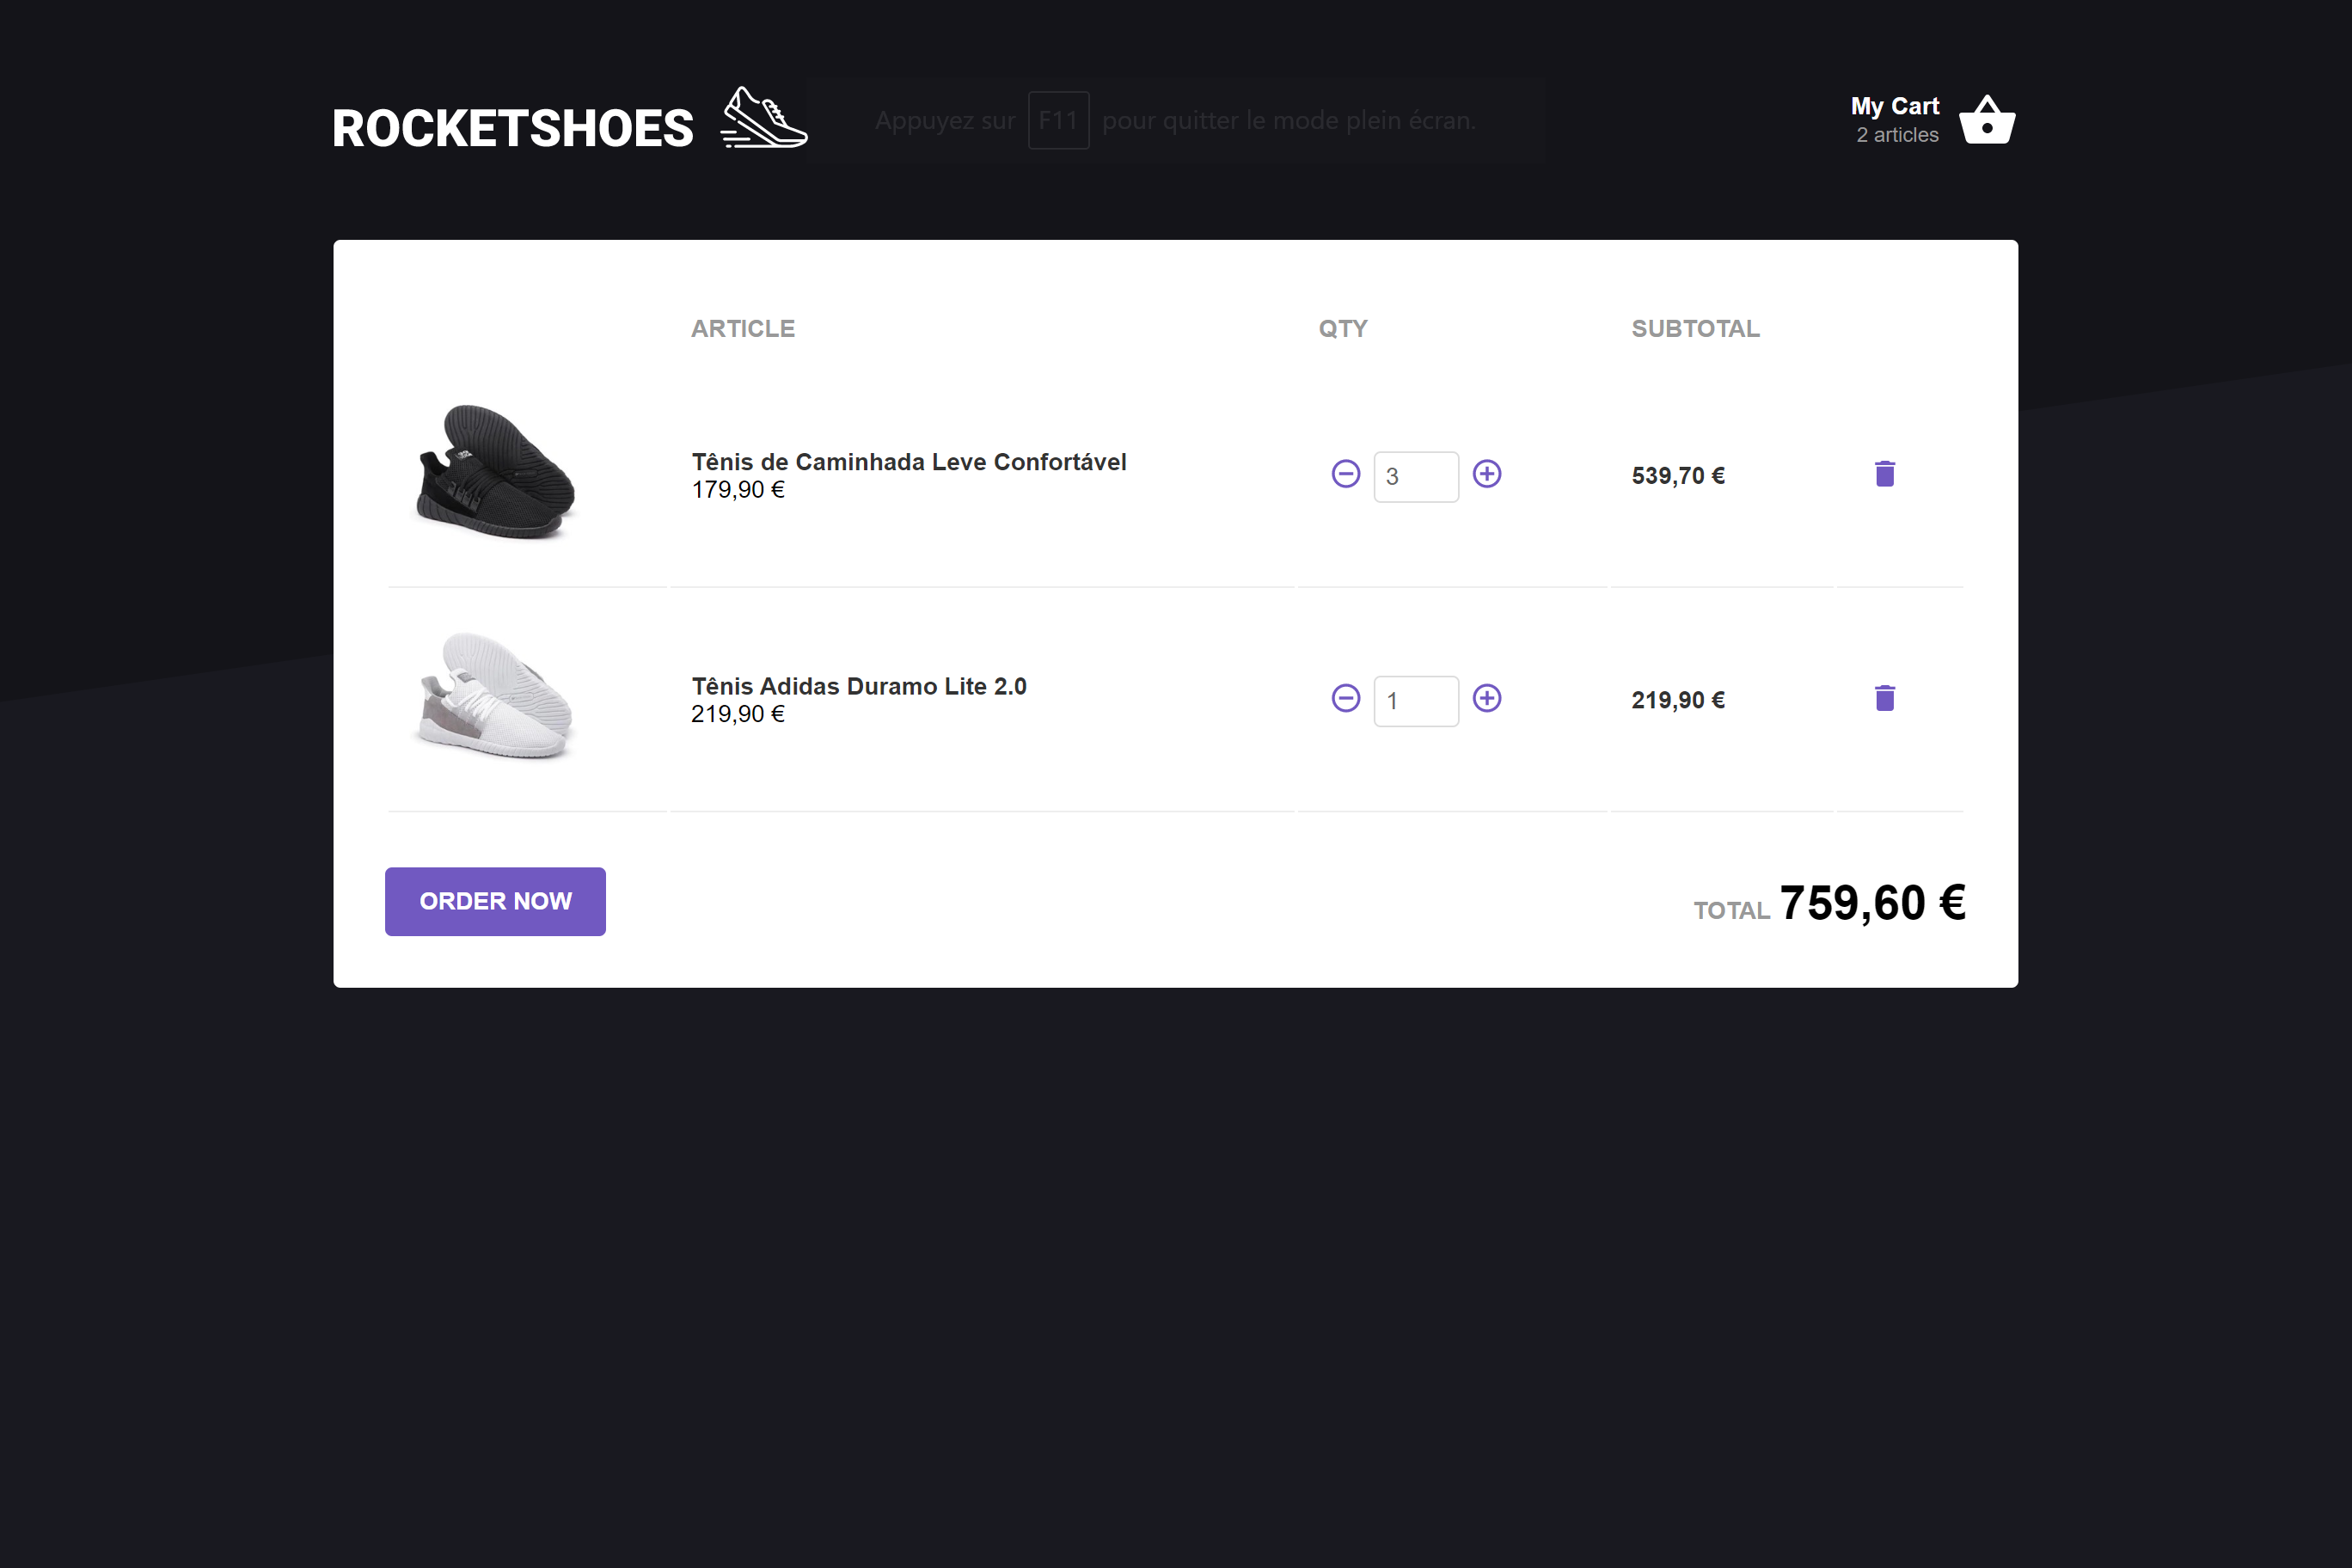 ROCKETSHOES
Appuyez sur F11 pour quitter le mode plein écran.
My Cart
2 articles
ARTICLE QTY SUBTOTAL
Tênis de Caminhada Leve Confortável
179,90 €
3
539,70 €
Tênis Adidas Duramo Lite 2.0
219,90 €
1
219,90 €
ORDER NOW
TOTAL 759,60 €